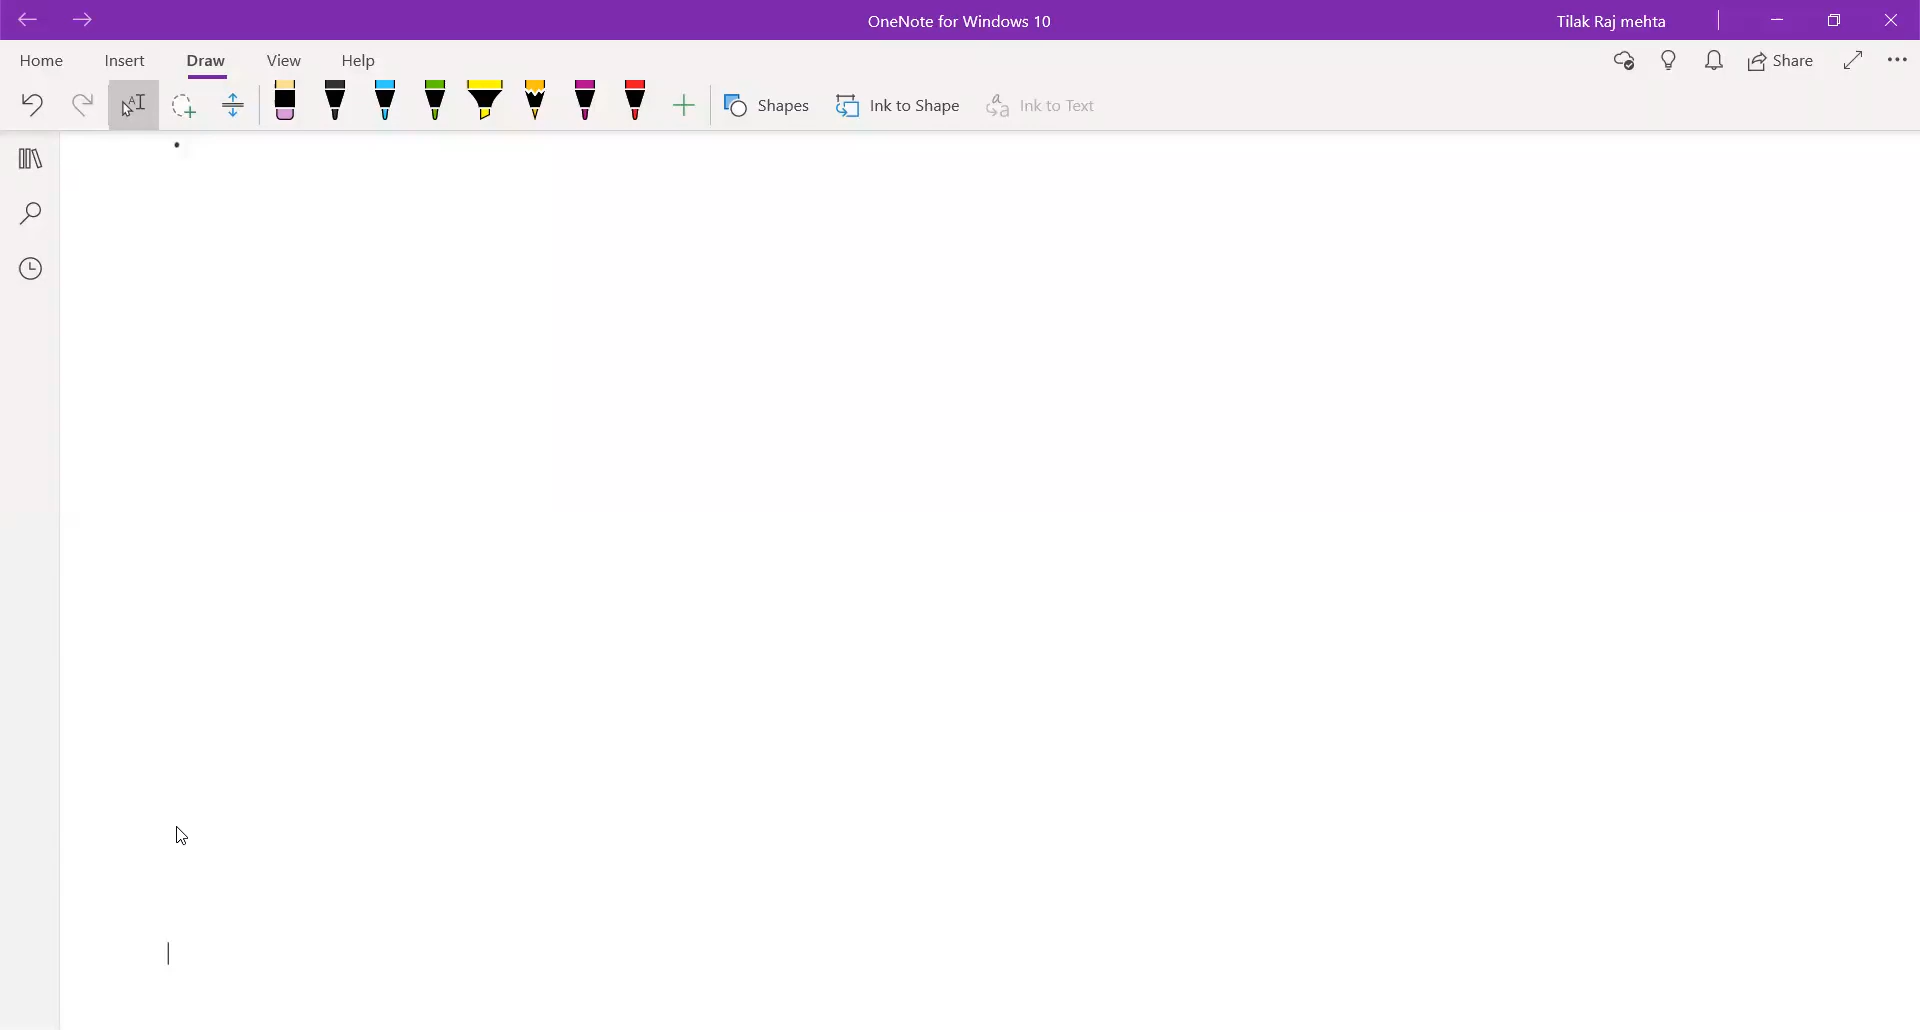 OneNote for Windows 10
Tilak Raj mehta
Home Insert Draw View Help
Share
Shapes Ink to Shape Ink to Text